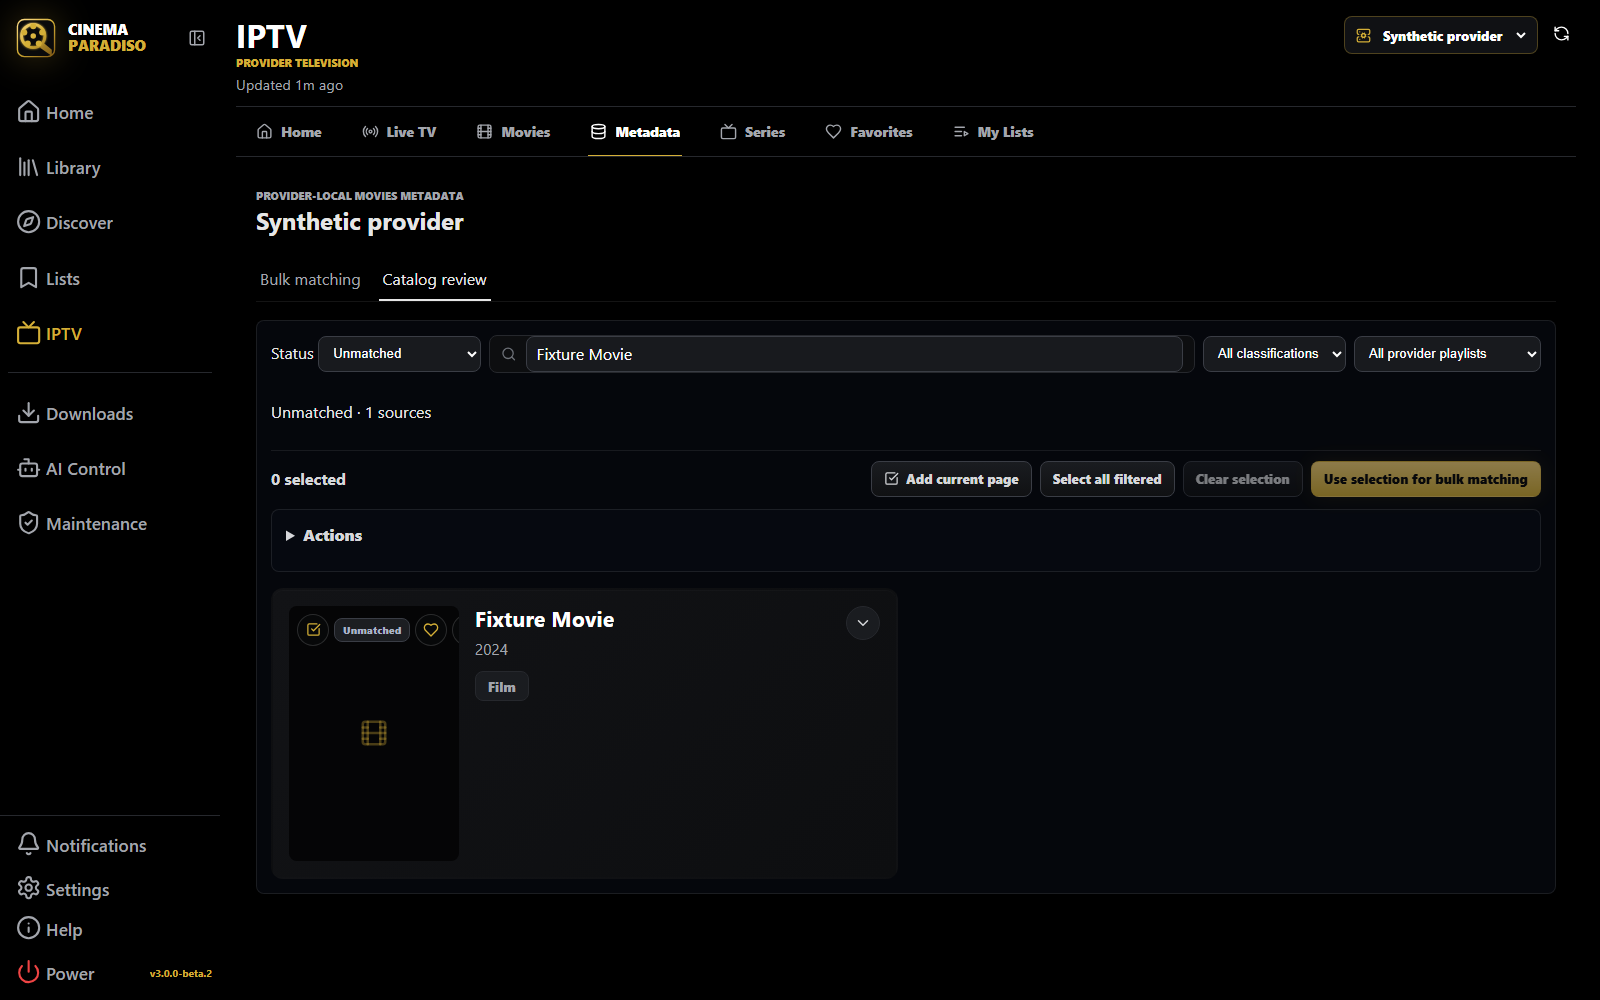 CINEMA
PARADISO
Home
Library
Discover
Lists
IPTV
Downloads
AI Control
Maintenance
Notifications
Settings
Help
Power
v3.0.0-beta.2
IPTV
PROVIDER TELEVISION
Updated 1m ago
Synthetic provider
Home
Live TV
Movies
Metadata
Series
Favorites
My Lists
PROVIDER-LOCAL MOVIES METADATA
Synthetic provider
Bulk matching
Catalog review
Status
Unmatched
Fixture Movie
All classifications
All provider playlists
Unmatched · 1 sources
0 selected
Add current page
Select all filtered
Clear selection
Use selection for bulk matching
Actions
Unmatched
Fixture Movie
2024
Film